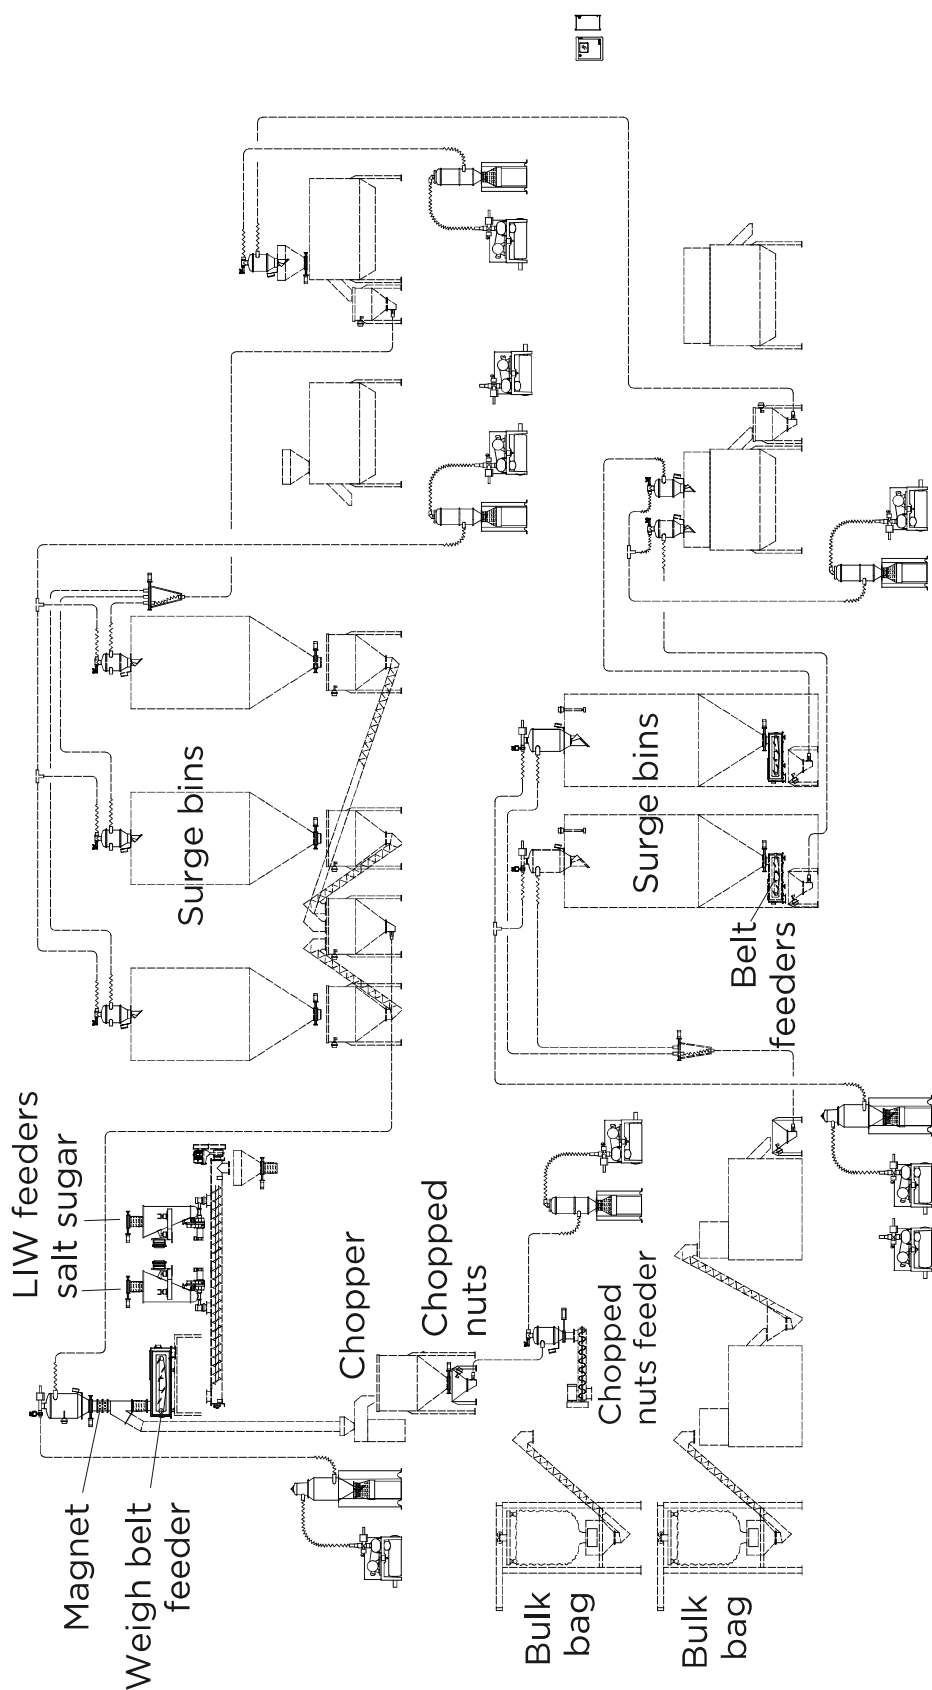 Surge bins
Surge bins
Belt
feeders
LIW feeders
salt sugar
Chopper
Chopped
nuts
Chopped
nuts feeder
Magnet
Weigh belt
feeder
Bulk
bag
Bulk
bag